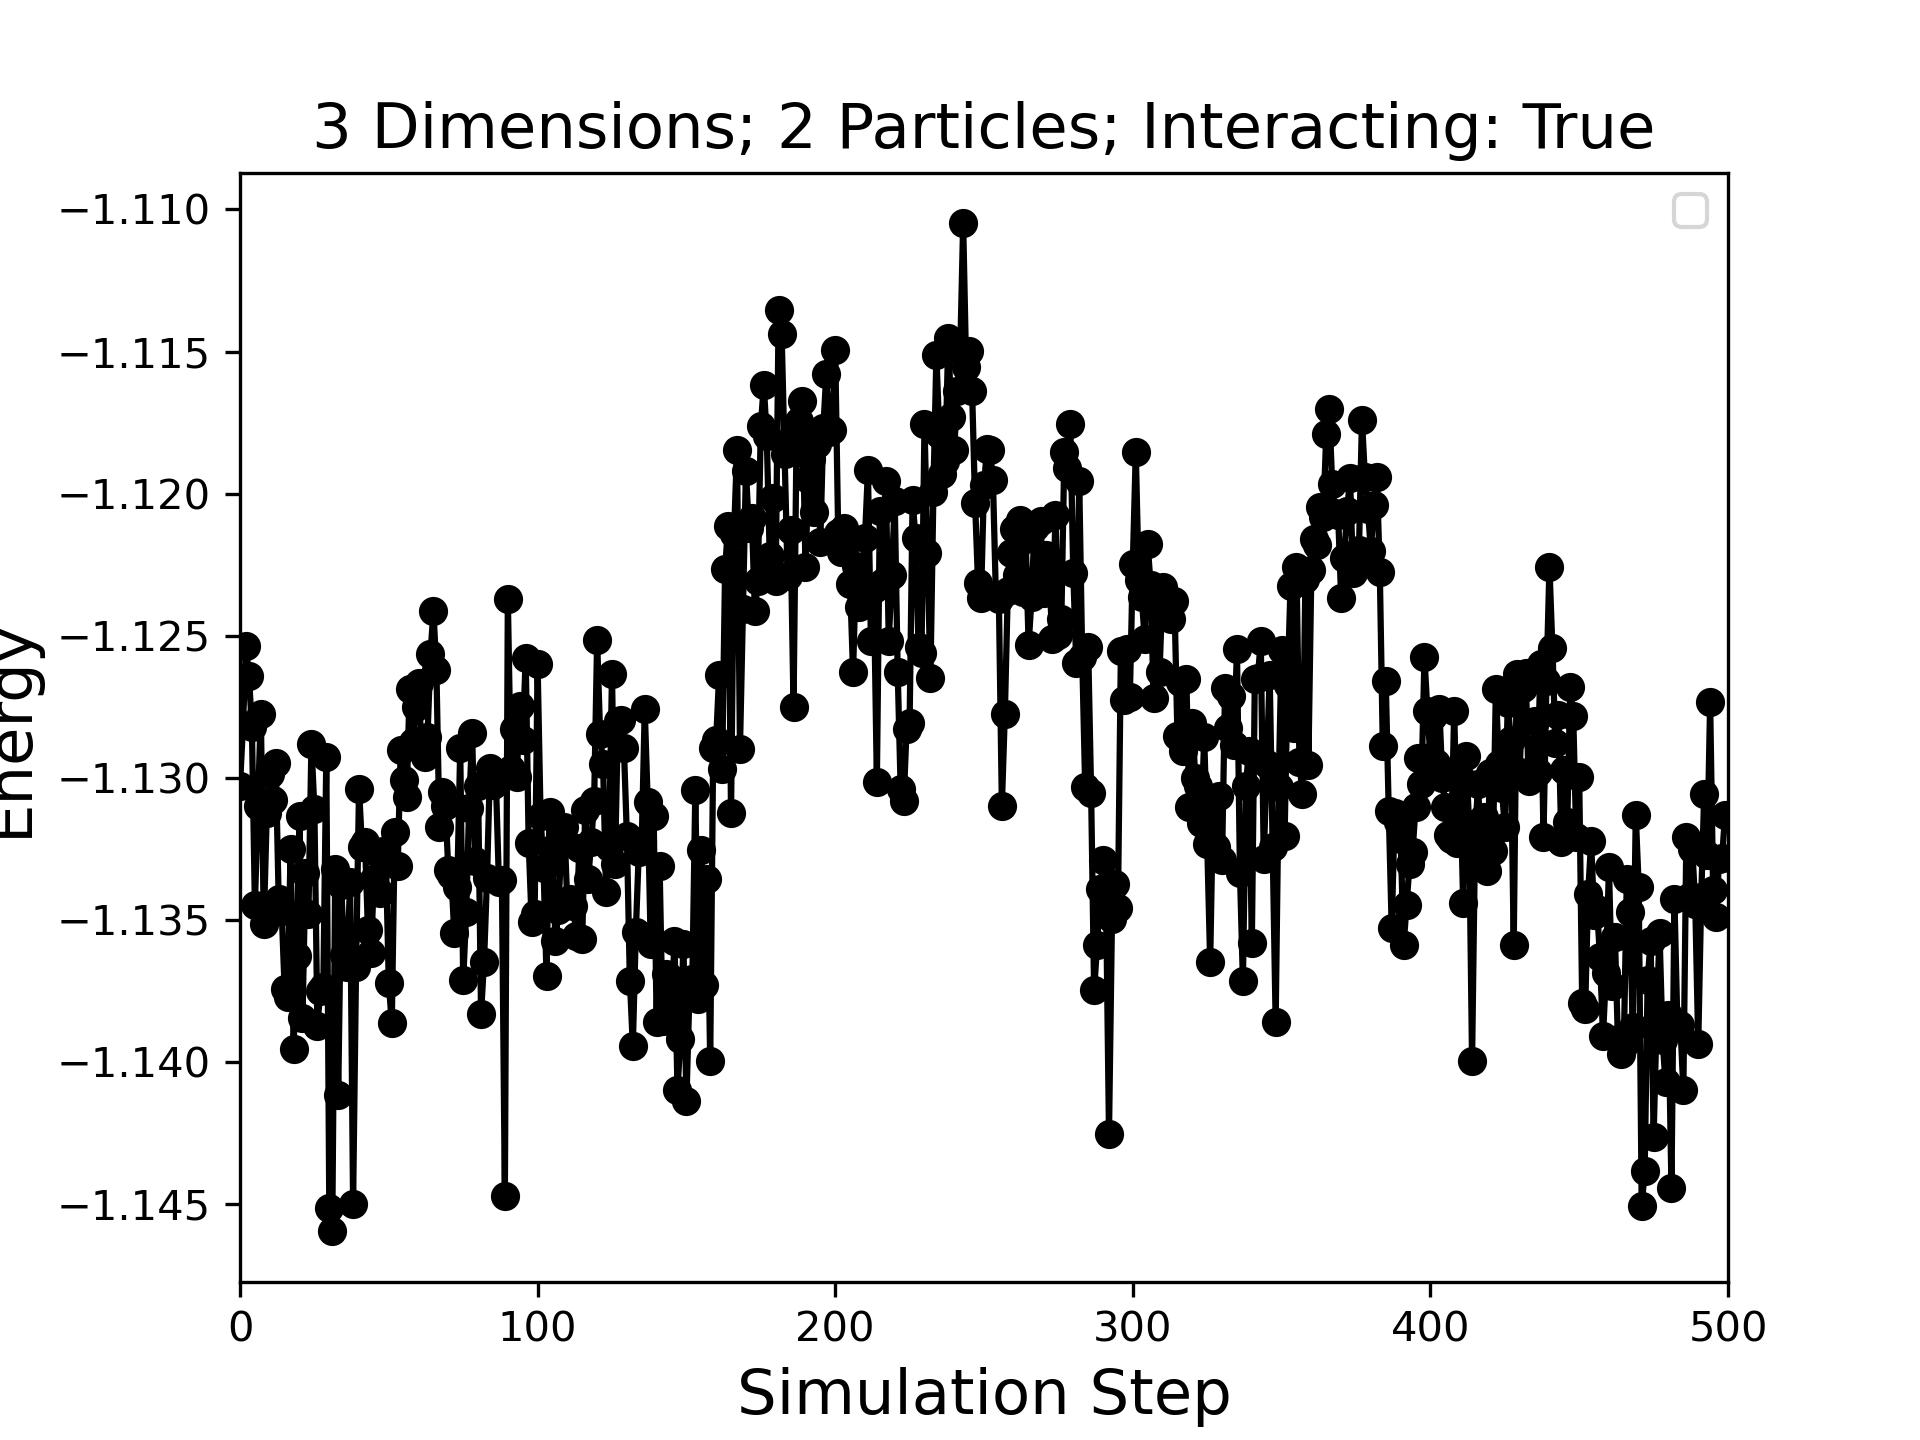 3 Dimensions; 2 Particles; Interacting: True
−1.110
−1.115
−1.120
−1.125
−1.130
−1.135
−1.140
−1.145
Energy
0 100 200 300 400 500
Simulation Step